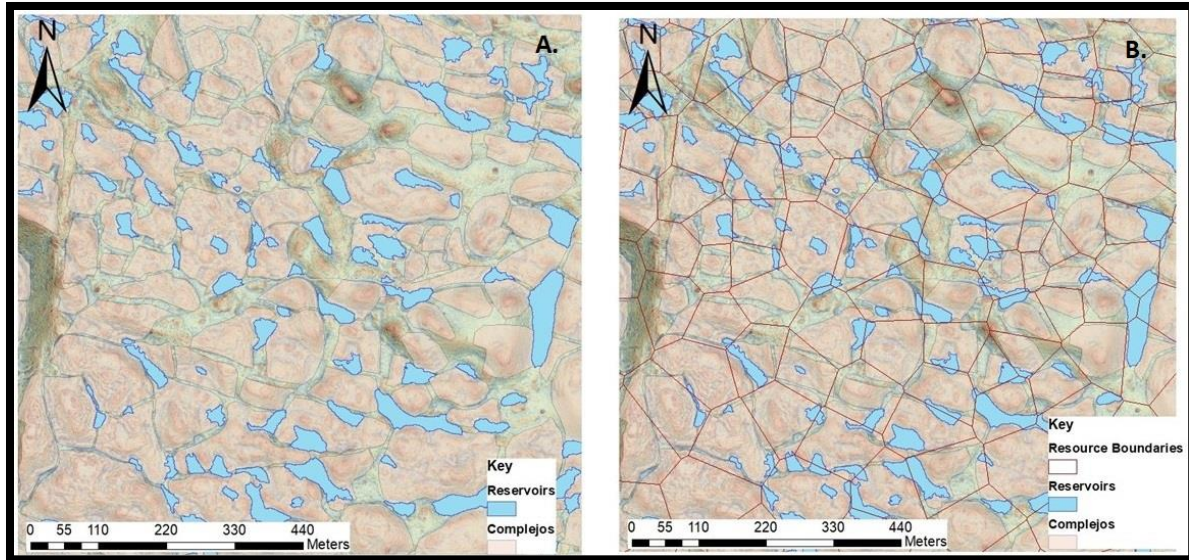 N
A.
Key
Reservoirs
Complejos
0 55 110 220 330 440
Meters
N
B.
Key
Resource Boundaries
Reservoirs
Complejos
0 55 110 220 330 440
Meters